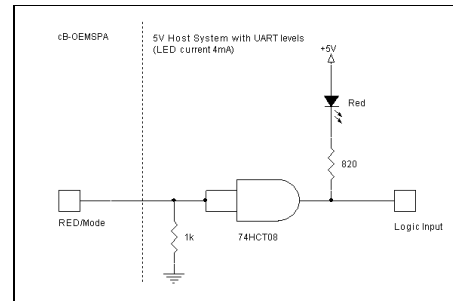 cB-OEMSPA
5V Host System with UART levels
(LED current 4mA)
+5V
Red
820
RED/Mode
1k
74HCT08
Logic Input